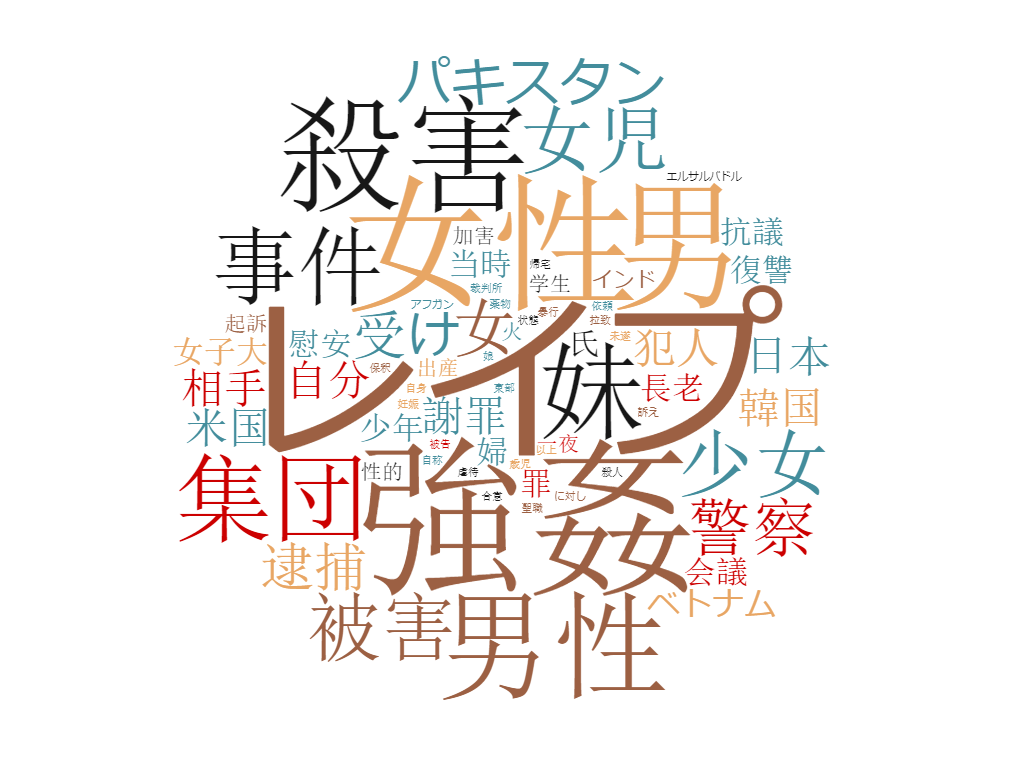 パキスタン
殺害
女児
エルサルバドル
女性
男
加害
抗議
事件
当時
帰宅
学生
インド
復讐
裁判所
アフガン
薬物
依頼
暴行
拉致
状態
起訴
慰安
受け
女
火
未遂
氏
犯人
日本
女子大
レイプ
娘
妹
相手
自分
保釈
出産
東部
長老
自身
韓国
妊娠
訴え
米国
少年
謝罪
被告
婦
以上
一夜
少女
自称
歳児
集団
性的
虐待
罪
殺人
強姦
合意
に対し
聖職
警察
逮捕
会議
被害
男性
ベトナム